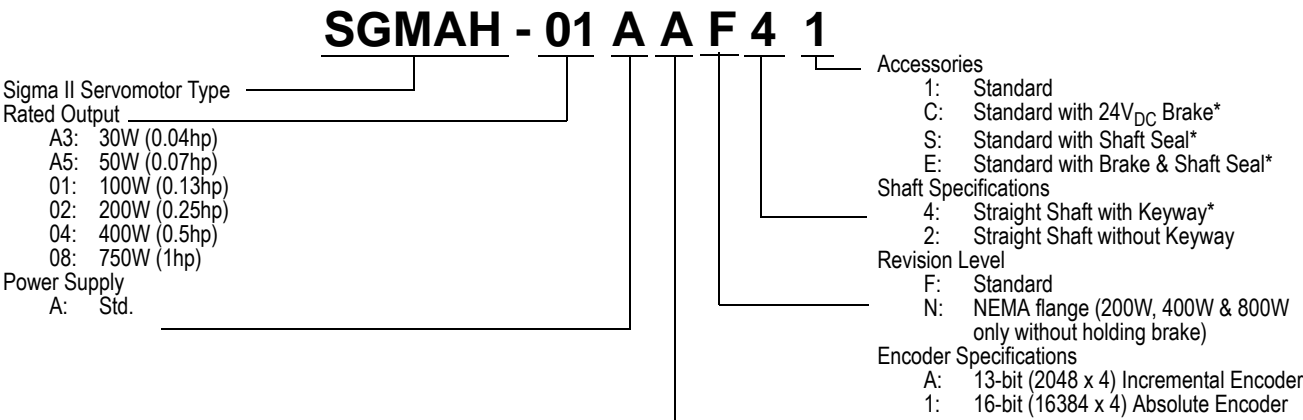 SGMAH - 01 A A F 4 1
Sigma II Servomotor Type
Rated Output
A3: 30W (0.04hp)
A5: 50W (0.07hp)
01: 100W (0.13hp)
02: 200W (0.25hp)
04: 400W (0.5hp)
08: 750W (1hp)
Power Supply
A: Std.
Accessories
1: Standard
C: Standard with 24VDC Brake*
S: Standard with Shaft Seal*
E: Standard with Brake & Shaft Seal*
Shaft Specifications
4: Straight Shaft with Keyway*
2: Straight Shaft without Keyway
Revision Level
F: Standard
N: NEMA flange (200W, 400W & 800W
only without holding brake)
Encoder Specifications
A: 13-bit (2048 x 4) Incremental Encoder
1: 16-bit (16384 x 4) Absolute Encoder